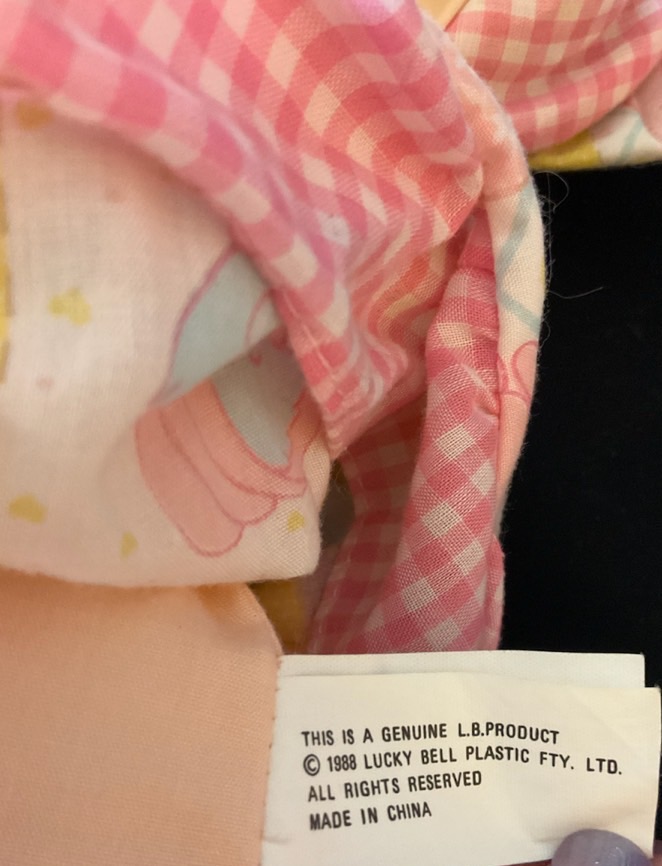 THIS IS A GENUINE L.B.PRODUCT
© 1988 LUCKY BELL PLASTIC FTY. LTD.
ALL RIGHTS RESERVED
MADE IN CHINA